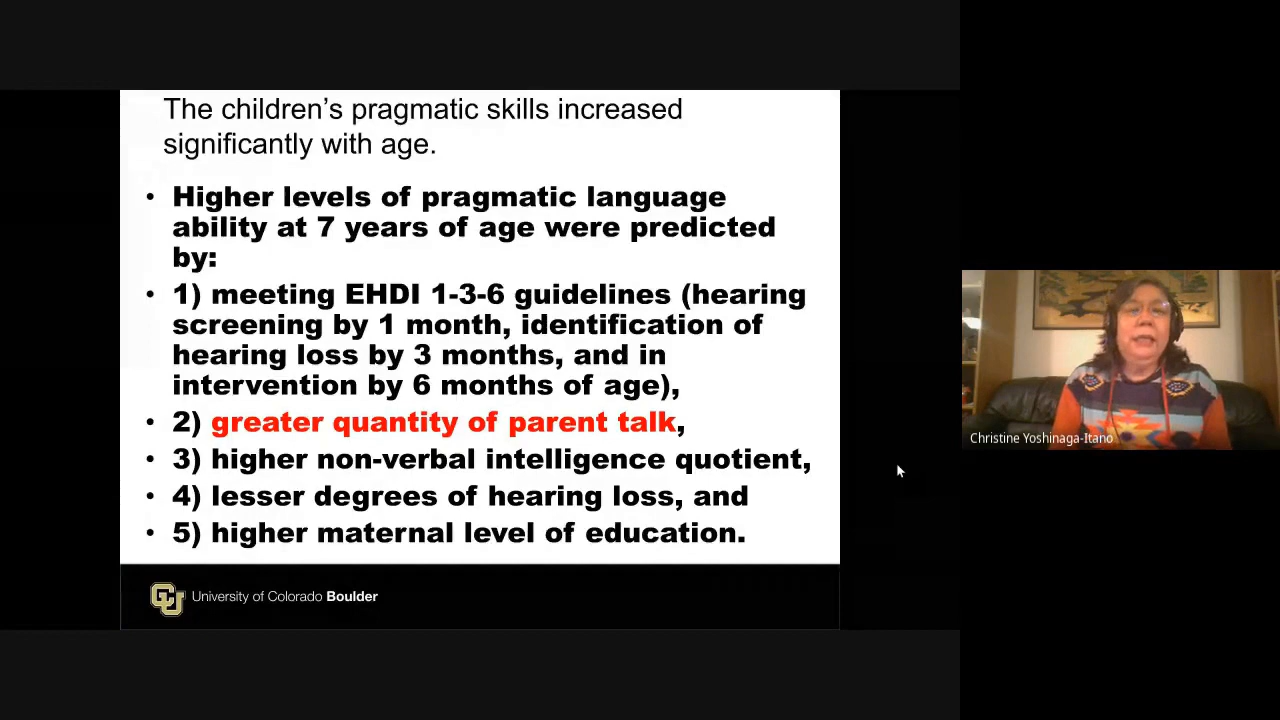 The children’s pragmatic skills increased
significantly with age.
• Higher levels of pragmatic language
ability at 7 years of age were predicted
by:
• 1) meeting EHDI 1-3-6 guidelines (hearing
screening by 1 month, identification of
hearing loss by 3 months, and in
intervention by 6 months of age),
• 2) greater quantity of parent talk,
• 3) higher non-verbal intelligence quotient,
• 4) lesser degrees of hearing loss, and
• 5) higher maternal level of education.
CU University of Colorado Boulder
Christine Yoshinaga-Itano